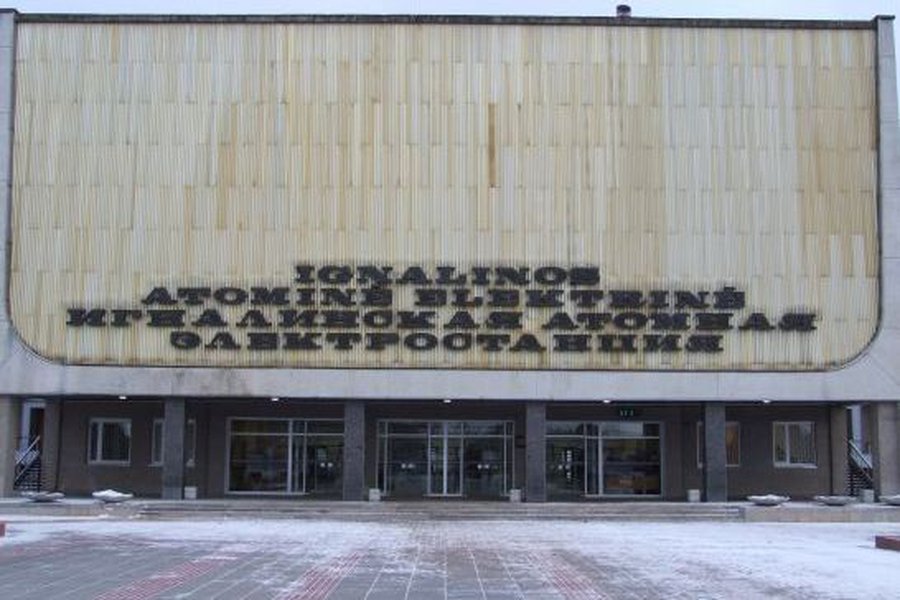 IGNALINOS
ATOMINĖ ELEKTRINĖ
ИГНАЛИНСКАЯ АТОМНАЯ
ЭЛЕКТРОСТАНЦИЯ